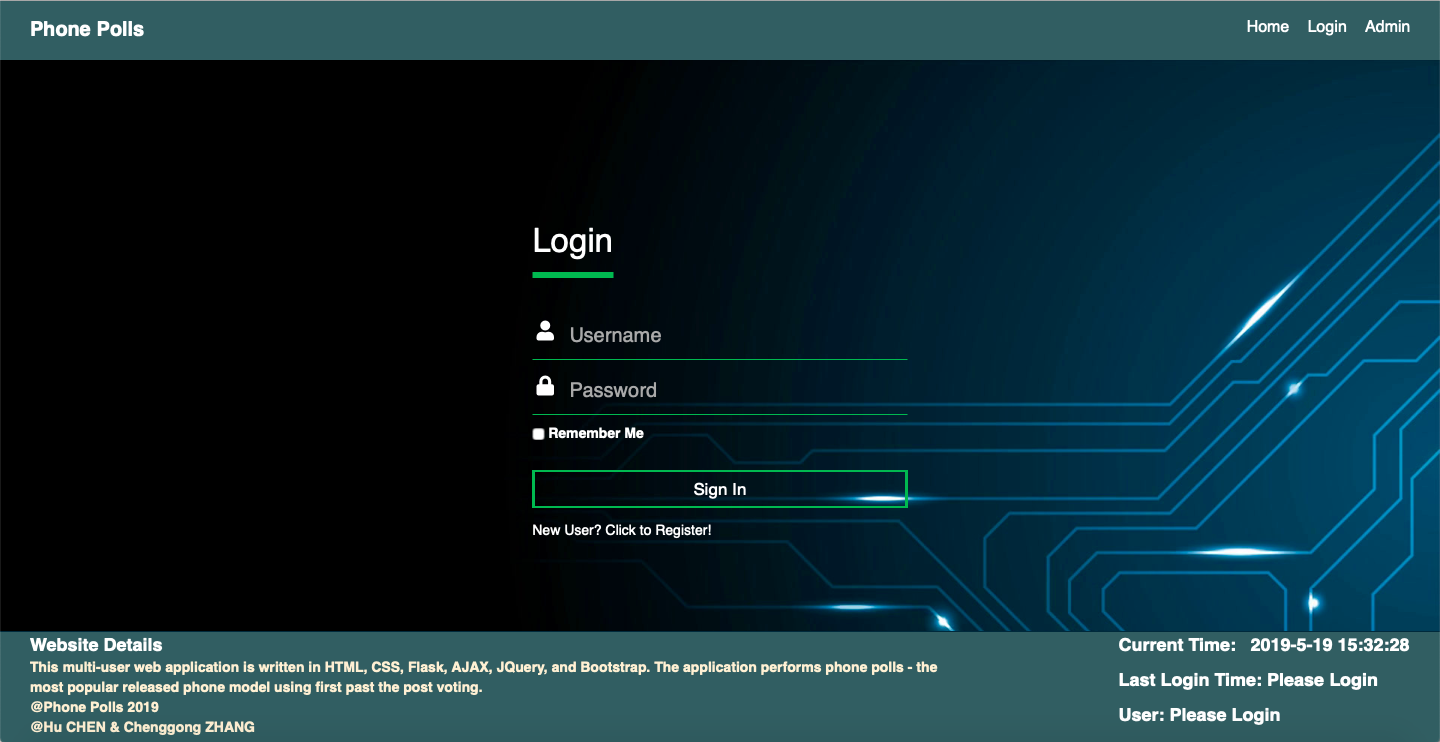 Phone Polls
Home Login Admin
Login
Username
Password
Remember Me
Sign In
New User? Click to Register!
Website Details
This multi-user web application is written in HTML, CSS, Flask, AJAX, JQuery, and Bootstrap. The application performs phone polls - the
most popular released phone model using first past the post voting.
@Phone Polls 2019
@Hu CHEN & Chenggong ZHANG
Current Time: 2019-5-19 15:32:28
Last Login Time: Please Login
User: Please Login